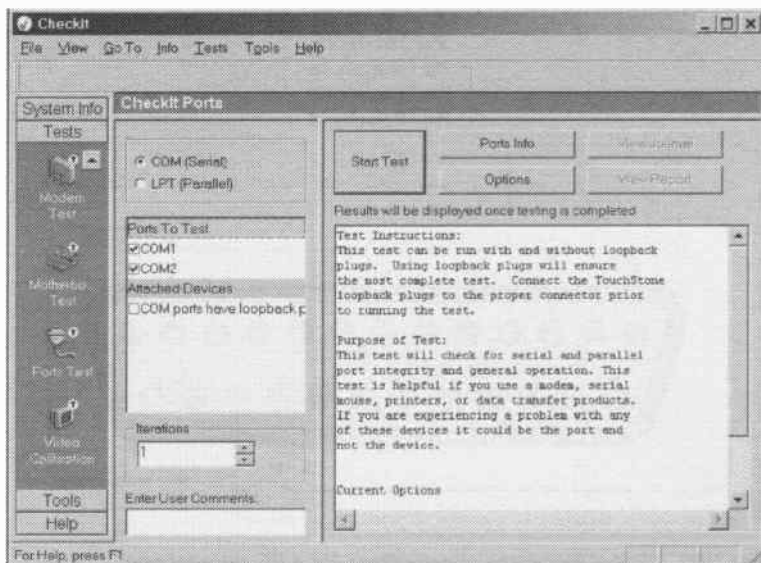 CheckIt
File View Go To Info Tests Tools Help
System Info
Tests
Modem
Test
Motherbo...
Test
Ports Test
Video
Calibration
Tools
Help
CheckIt Ports
COM (Serial)
LPT (Parallel)
Ports To Test
COM1
COM2
Attached Devices
COM ports have loopback p
Iterations
1
Enter User Comments:
Start Test
Ports Info
View Journal
Options
View Report
Results will be displayed once testing is completed
Test Instructions:
This test can be run with and without loopback
plugs. Using loopback plugs will ensure
the most complete test. Connect the TouchStone
loopback plugs to the proper connector prior
to running the test.
Purpose of Test:
This test will check for serial and parallel
port integrity and general operation. This
test is helpful if you use a modem, serial
mouse, printers, or data transfer products.
If you are experiencing a problem with any
of these devices it could be the port and
not the device.
Current Options
For Help, press F1